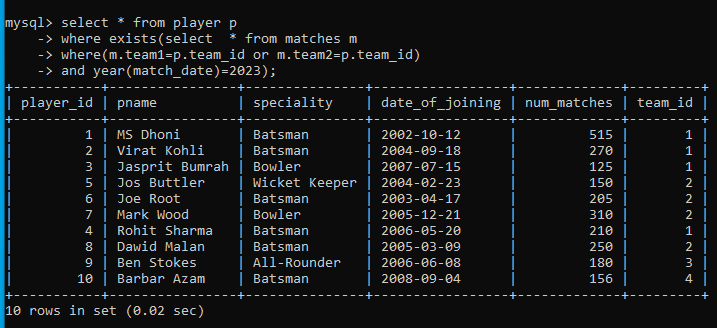 mysql> select * from player p
    -> where exists(select  * from matches m
    -> where(m.team1=p.team_id or m.team2=p.team_id)
    -> and year(match_date)=2023);
+-----------+----------------+---------------+-----------------+-------------+---------+
| player_id | pname          | speciality    | date_of_joining | num_matches | team_id |
+-----------+----------------+---------------+-----------------+-------------+---------+
|         1 | MS Dhoni       | Batsman       | 2002-10-12      |         515 |       1 |
|         2 | Virat Kohli    | Batsman       | 2004-09-18      |         270 |       1 |
|         3 | Jasprit Bumrah | Bowler        | 2007-07-15      |         125 |       1 |
|         5 | Jos Buttler    | Wicket Keeper | 2004-02-23      |         150 |       2 |
|         6 | Joe Root       | Batsman       | 2003-04-17      |         205 |       2 |
|         7 | Mark Wood      | Bowler        | 2005-12-21      |         310 |       2 |
|         4 | Rohit Sharma   | Batsman       | 2006-05-20      |         210 |       1 |
|         8 | Dawid Malan    | Batsman       | 2005-03-09      |         250 |       2 |
|         9 | Ben Stokes     | All-Rounder   | 2006-06-08      |         180 |       3 |
|        10 | Barbar Azam    | Batsman       | 2008-09-04      |         156 |       4 |
+-----------+----------------+---------------+-----------------+-------------+---------+
10 rows in set (0.02 sec)